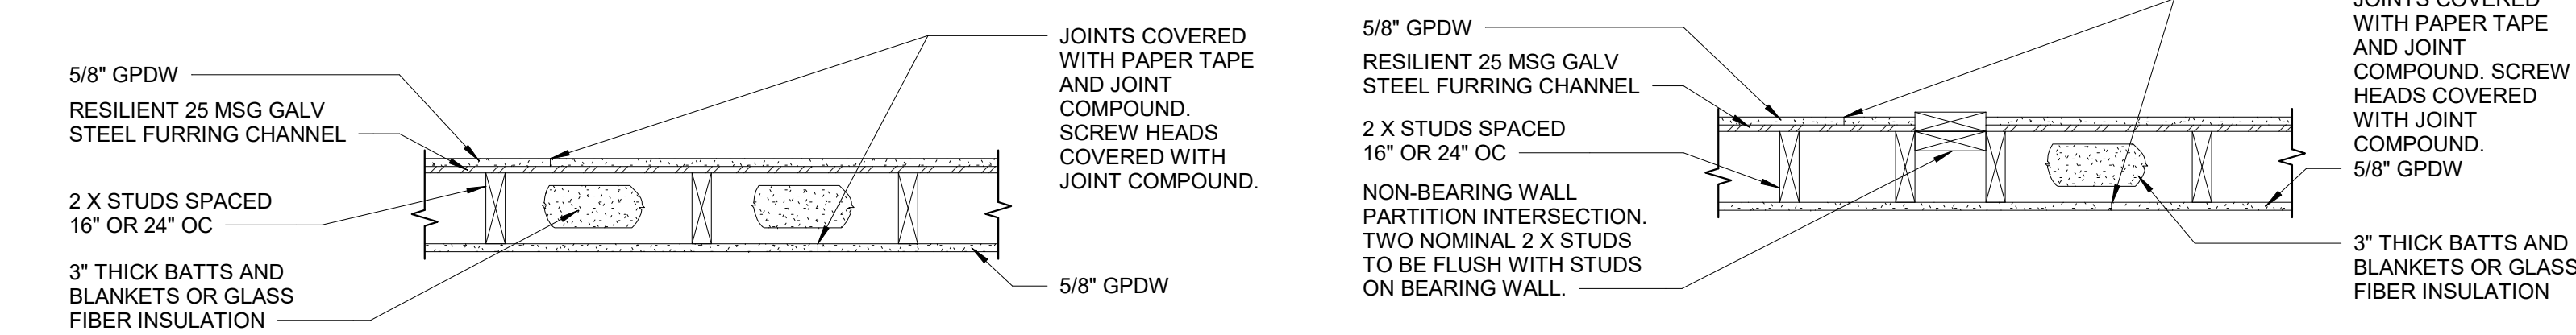 5/8" GPDW
RESILIENT 25 MSG GALV
STEEL FURRING CHANNEL
2 X STUDS SPACED
16" OR 24" OC
3" THICK BATTS AND
BLANKETS OR GLASS
FIBER INSULATION
JOINTS COVERED
WITH PAPER TAPE
AND JOINT
COMPOUND.
SCREW HEADS
COVERED WITH
JOINT COMPOUND.
5/8" GPDW
5/8" GPDW
RESILIENT 25 MSG GALV
STEEL FURRING CHANNEL
2 X STUDS SPACED
16" OR 24" OC
NON-BEARING WALL
PARTITION INTERSECTION.
TWO NOMINAL 2 X STUDS
TO BE FLUSH WITH STUDS
ON BEARING WALL.
JOINTS COVERED
WITH PAPER TAPE
AND JOINT
COMPOUND. SCREW
HEADS COVERED
WITH JOINT
COMPOUND.
5/8" GPDW
3" THICK BATTS AND
BLANKETS OR GLASS
FIBER INSULATION